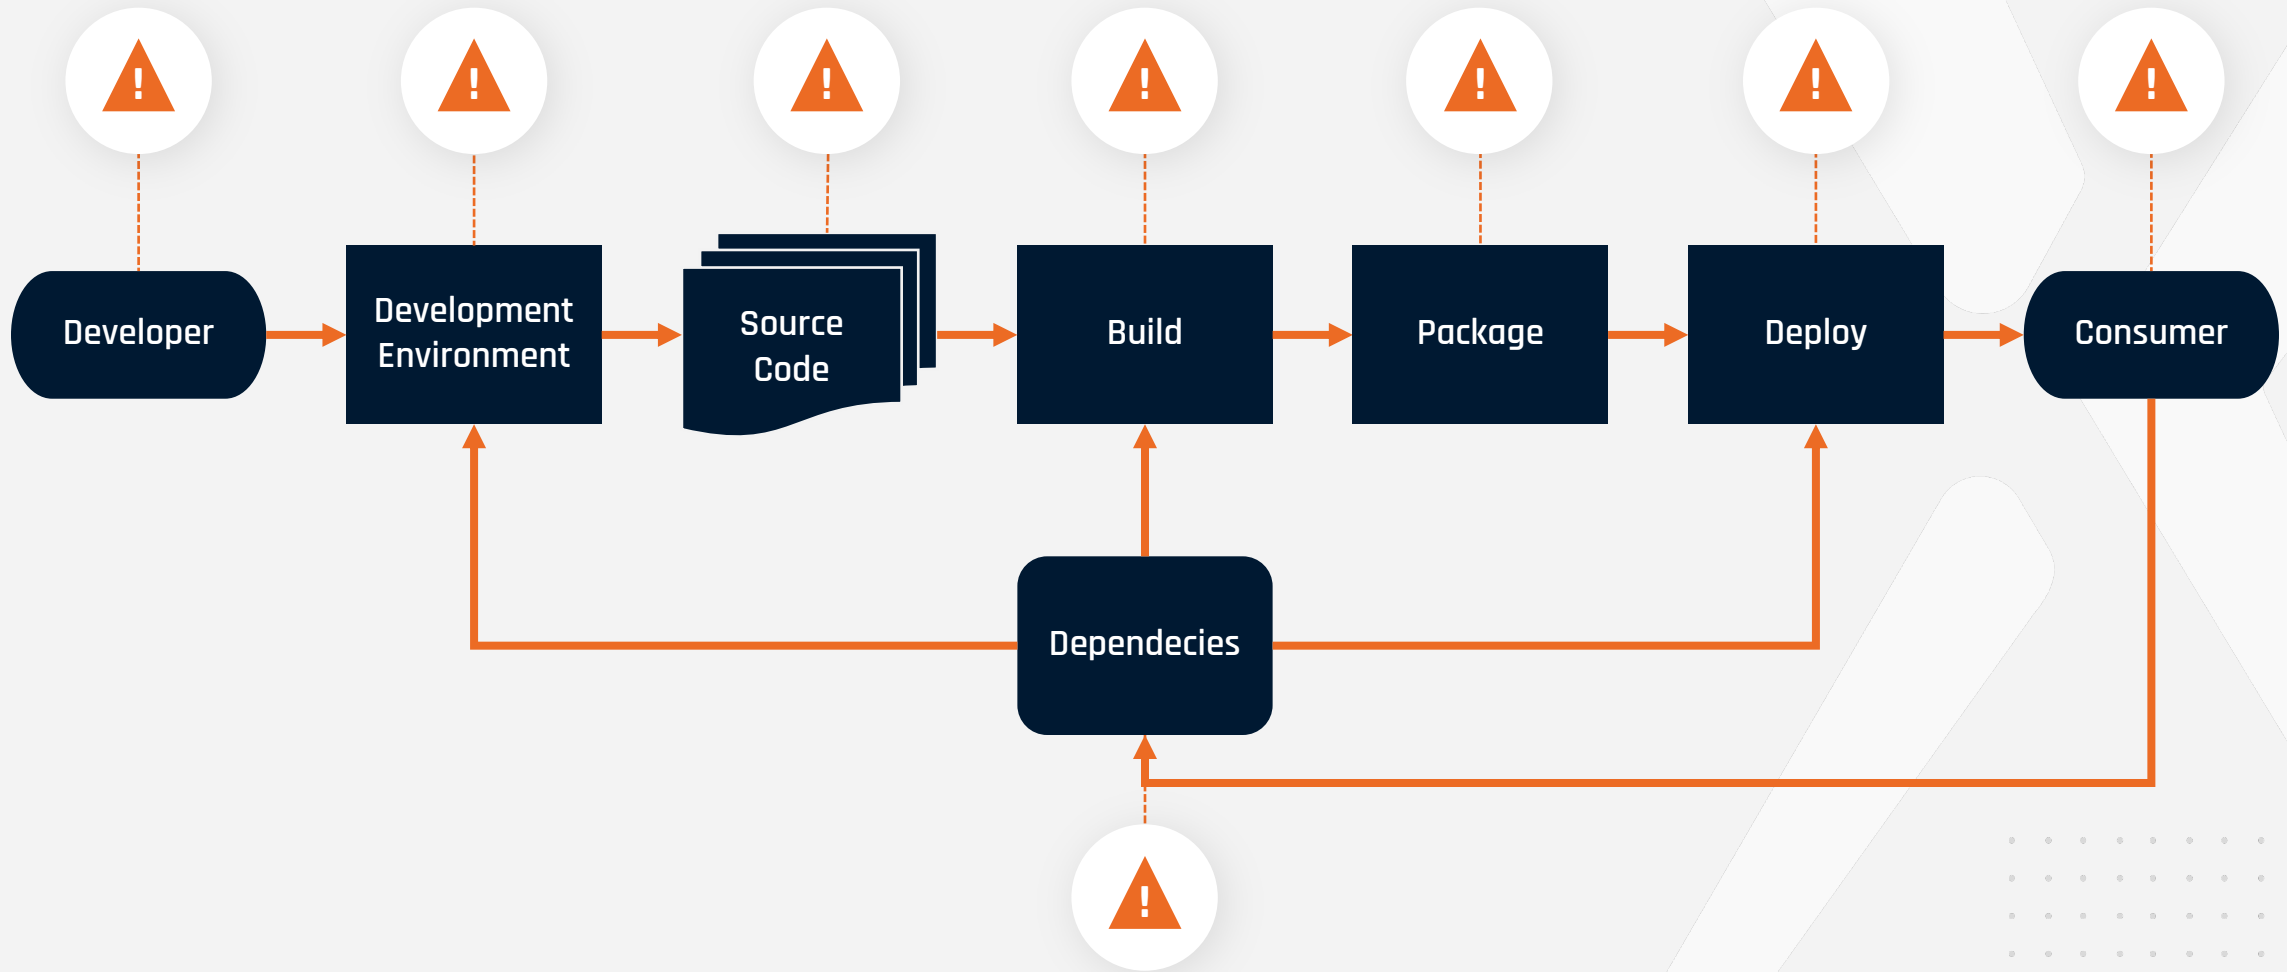 !
!
!
!
!
!
!
Developer
Development
Environment
Source
Code
Build
Package
Deploy
Consumer
Dependecies
!